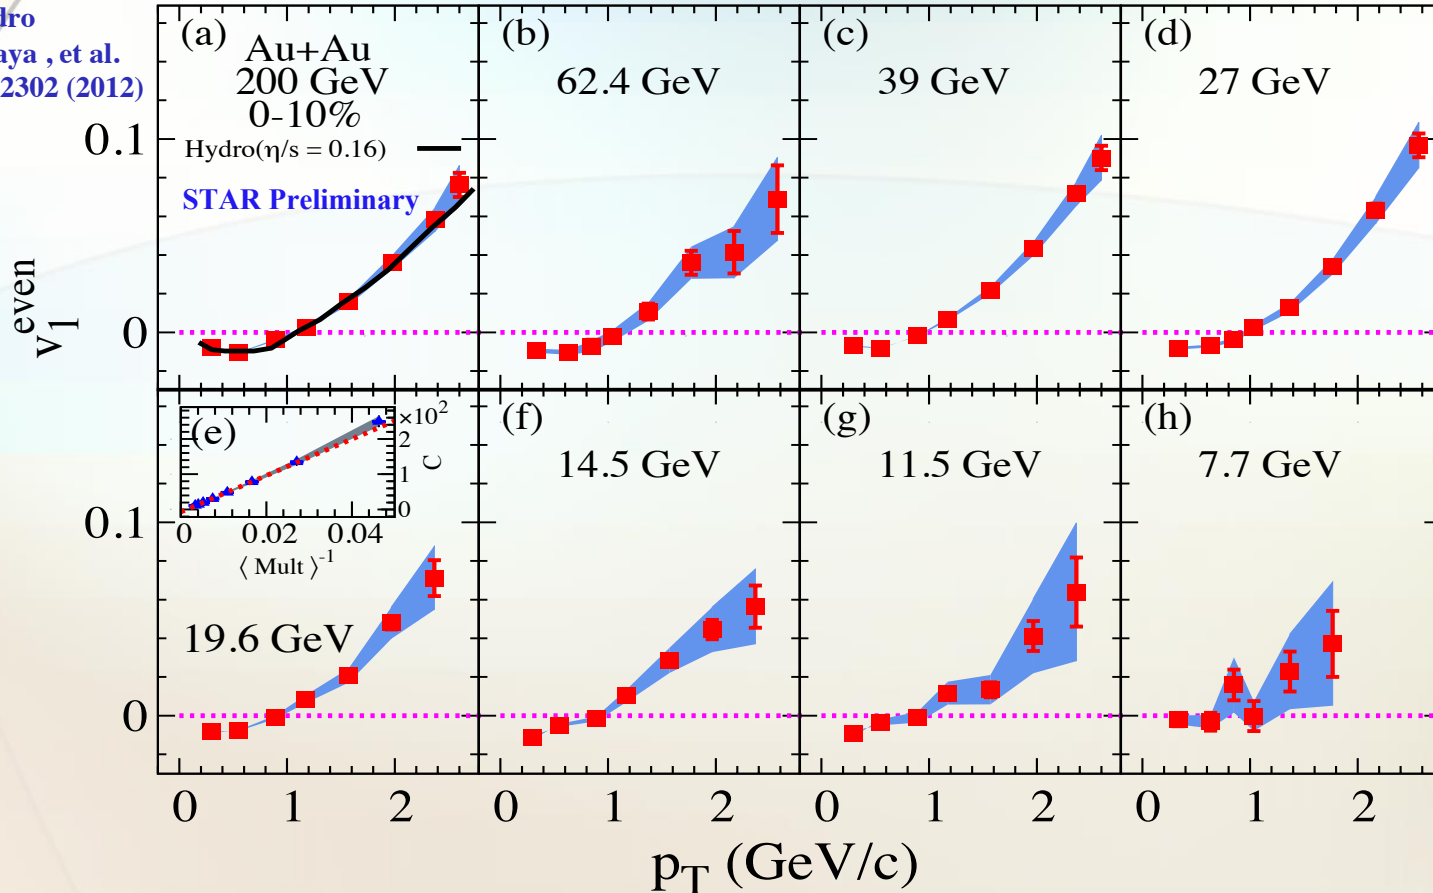 dro
aya , et al.
2302 (2012)
(a)
Au+Au
200 GeV
0-10%
Hydro(η/s = 0.16)
STAR Preliminary
(b)
62.4 GeV
(c)
39 GeV
(d)
27 GeV
0.1
0
v₁^even
(e)
×10²
2
1
0
C
0 0.02 0.04
⟨ Mult ⟩⁻¹
19.6 GeV
(f)
14.5 GeV
(g)
11.5 GeV
(h)
7.7 GeV
0.1
0
0 1 2 0 1 2 0 1 2 0 1 2
p_T (GeV/c)